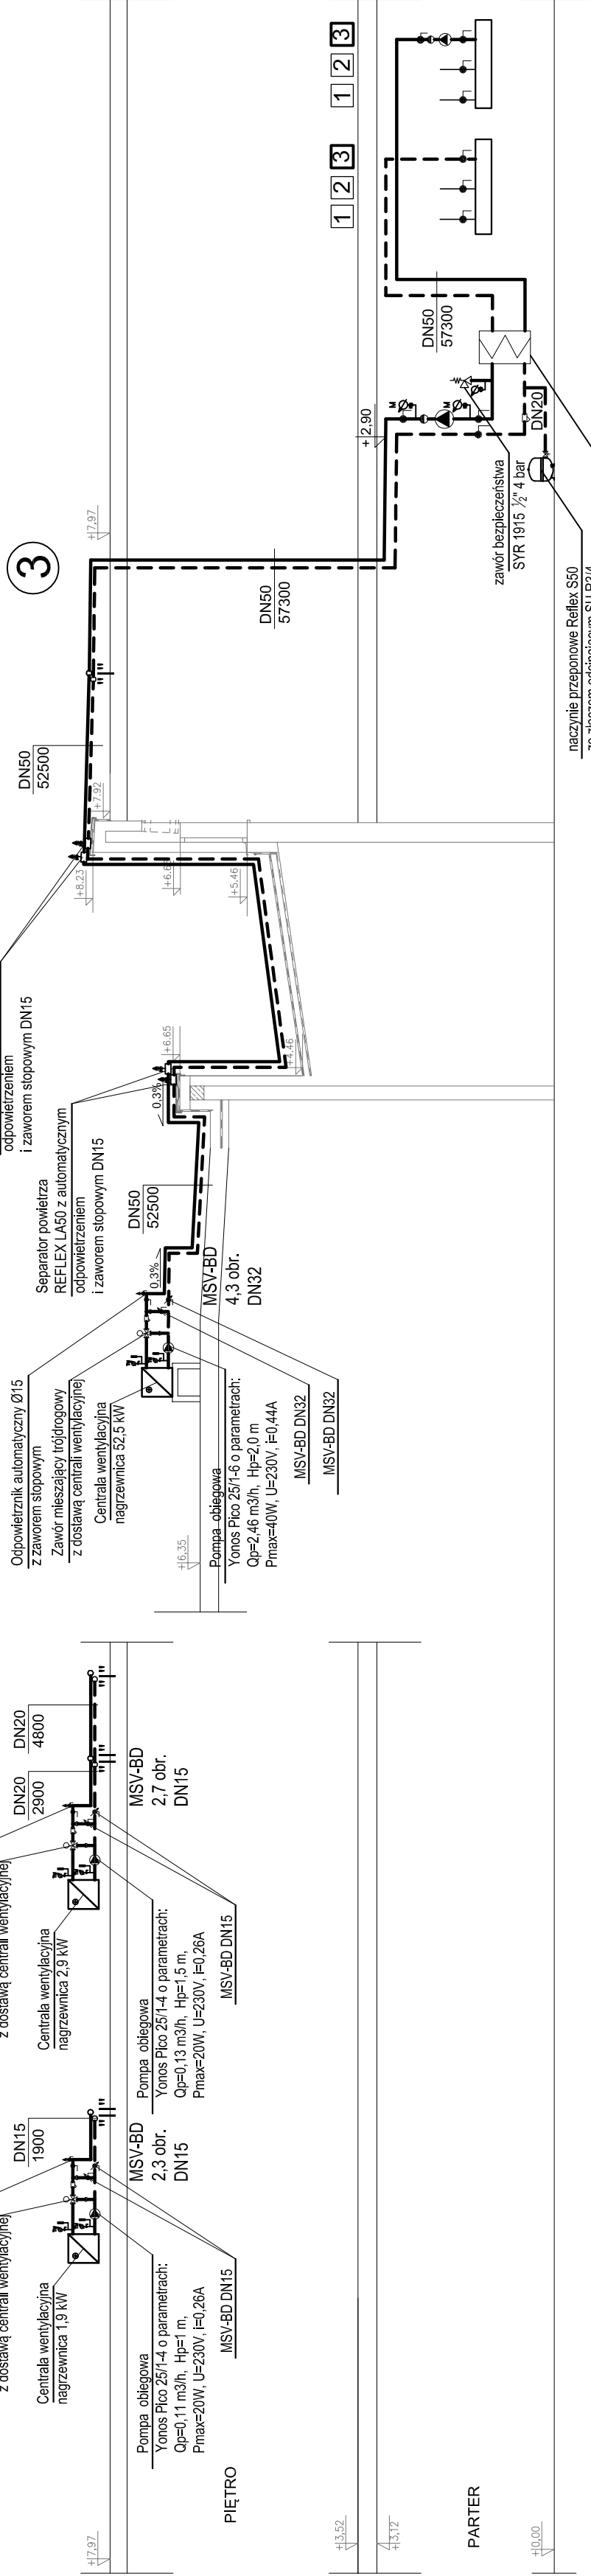 odpowietrzeniem
i zaworem stopowym DN15
Separator powietrza
REFLEX LA50 z automatycznym
odpowietrzeniem
i zaworem stopowym DN15
Odpowietrznik automatyczny Ø15
z zaworem stopowym
Zawór mieszający trójdrogowy
z dostawą centrali wentylacyjnej
Centrala wentylacyjna
nagrzewnica 52,5 kW
Pompa obiegowa
Yonos Pico 25/1-6 o parametrach:
Qp=2,46 m3/h, Hp=2,0 m
Pmax=40W, U=230V, i=0,44A
MSV-BD DN32
MSV-BD DN32
MSV-BD
4,3 obr.
DN32
0.3%
0.3%
DN50
52500
DN50
52500
DN50
57300
DN50
57300
3
1 2 3
1 2 3
+7,97
+7.92
+8.23
+5.46
+6.65
+4.46
+6,35
+2,90
DN20
zawór bezpieczeństwa
SYR 1915 ½" 4 bar
naczynie przeponowe Reflex S50
z dostawą centrali wentylacyjnej
Centrala wentylacyjna
nagrzewnica 2,9 kW
DN20
2900
DN20
4800
MSV-BD
2,7 obr.
DN15
Pompa obiegowa
Yonos Pico 25/1-4 o parametrach:
Qp=0,13 m3/h, Hp=1,5 m,
Pmax=20W, U=230V, i=0,26A
MSV-BD DN15
z dostawą centrali wentylacyjnej
Centrala wentylacyjna
nagrzewnica 1,9 kW
DN15
1900
MSV-BD
2,3 obr.
DN15
Pompa obiegowa
Yonos Pico 25/1-4 o parametrach:
Qp=0,11 m3/h, Hp=1 m,
Pmax=20W, U=230V, i=0,26A
MSV-BD DN15
+7,97
PIĘTRO
+3,52
+3,12
PARTER
+0,00